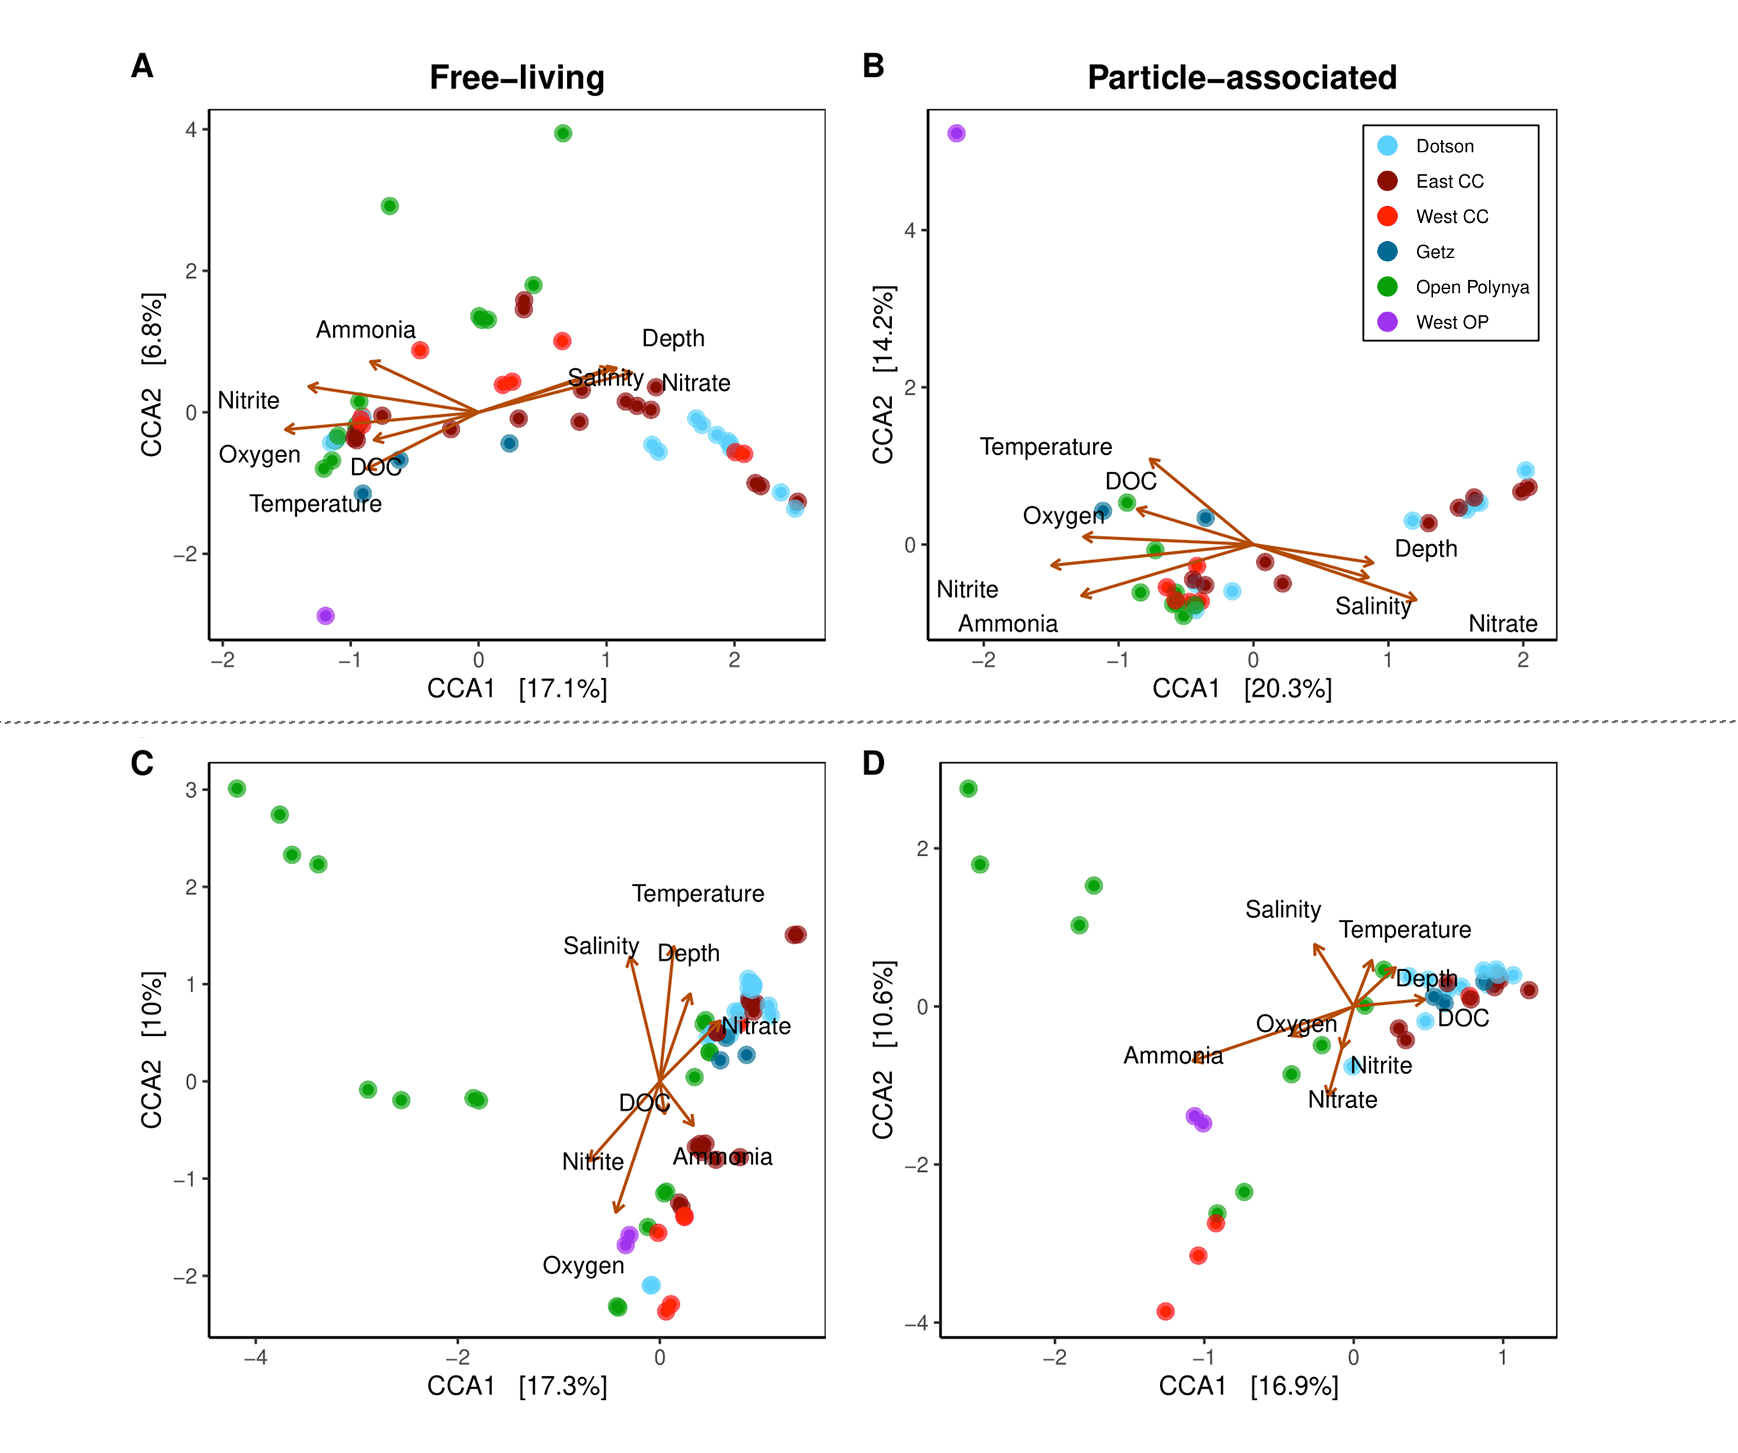 A
Free−living
4
2
0
−2
CCA2 [6.8%]
Ammonia
Nitrite
Oxygen
DOC
Temperature
Depth
Salinity
Nitrate
−2
−1
0
1
2
CCA1 [17.1%]
B
Particle−associated
Dotson
East CC
West CC
Getz
Open Polynya
West OP
4
2
0
CCA2 [14.2%]
Temperature
DOC
Oxygen
Nitrite
Ammonia
Depth
Salinity
Nitrate
−2
−1
0
1
2
CCA1 [20.3%]
C
3
2
1
0
−1
−2
CCA2 [10%]
Temperature
Salinity
Depth
Nitrate
DOC
Nitrite
Ammonia
Oxygen
−4
−2
0
CCA1 [17.3%]
D
2
0
−2
−4
CCA2 [10.6%]
Salinity
Temperature
Depth
Oxygen
DOC
Ammonia
Nitrite
Nitrate
−2
−1
0
1
CCA1 [16.9%]